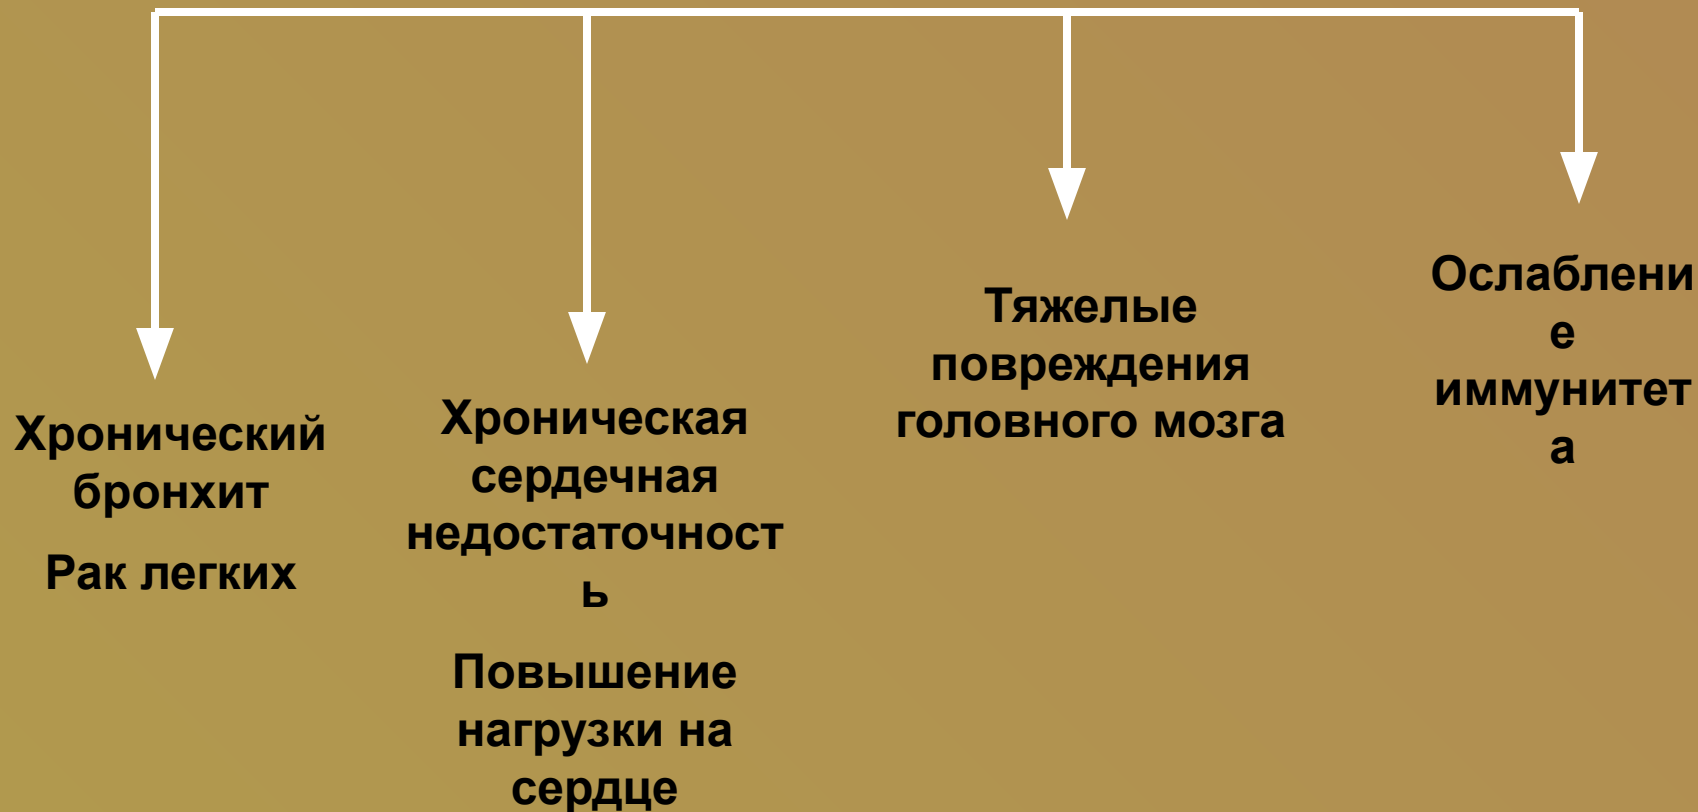 Хронический
бронхит
Рак легких
Хроническая
сердечная
недостаточност
ь
Повышение
нагрузки на
сердце
Тяжелые
повреждения
головного мозга
Ослаблени
е
иммунитет
а